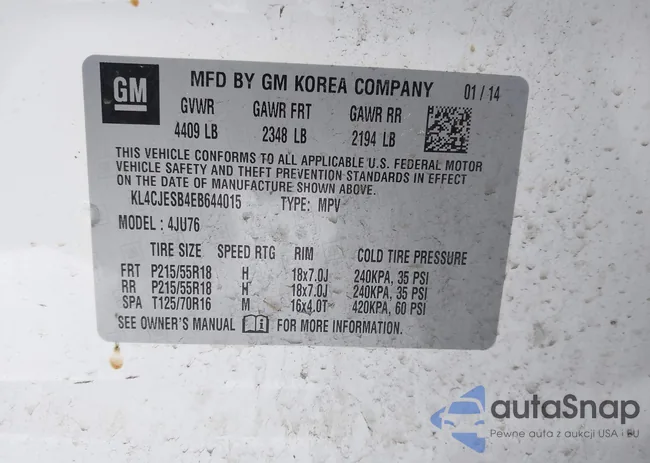 GM
MFD BY GM KOREA COMPANY 01/14
GVWR GAWR FRT GAWR RR
4409 LB 2348 LB 2194 LB
THIS VEHICLE CONFORMS TO ALL APPLICABLE U.S. FEDERAL MOTOR
VEHICLE SAFETY AND THEFT PREVENTION STANDARDS IN EFFECT
ON THE DATE OF MANUFACTURE SHOWN ABOVE.
KL4CJESB4EB644015 TYPE: MPV
MODEL: 4JU76
TIRE SIZE SPEED RTG RIM COLD TIRE PRESSURE
FRT P215/55R18 H 18x7.0J 240KPA, 35 PSI
RR P215/55R18 H 18x7.0J 240KPA, 35 PSI
SPA T125/70R16 M 16x4.0T 420KPA, 60 PSI
SEE OWNER'S MANUAL FOR MORE INFORMATION.
autaSnap
Pewne auta z aukcji USA i EU